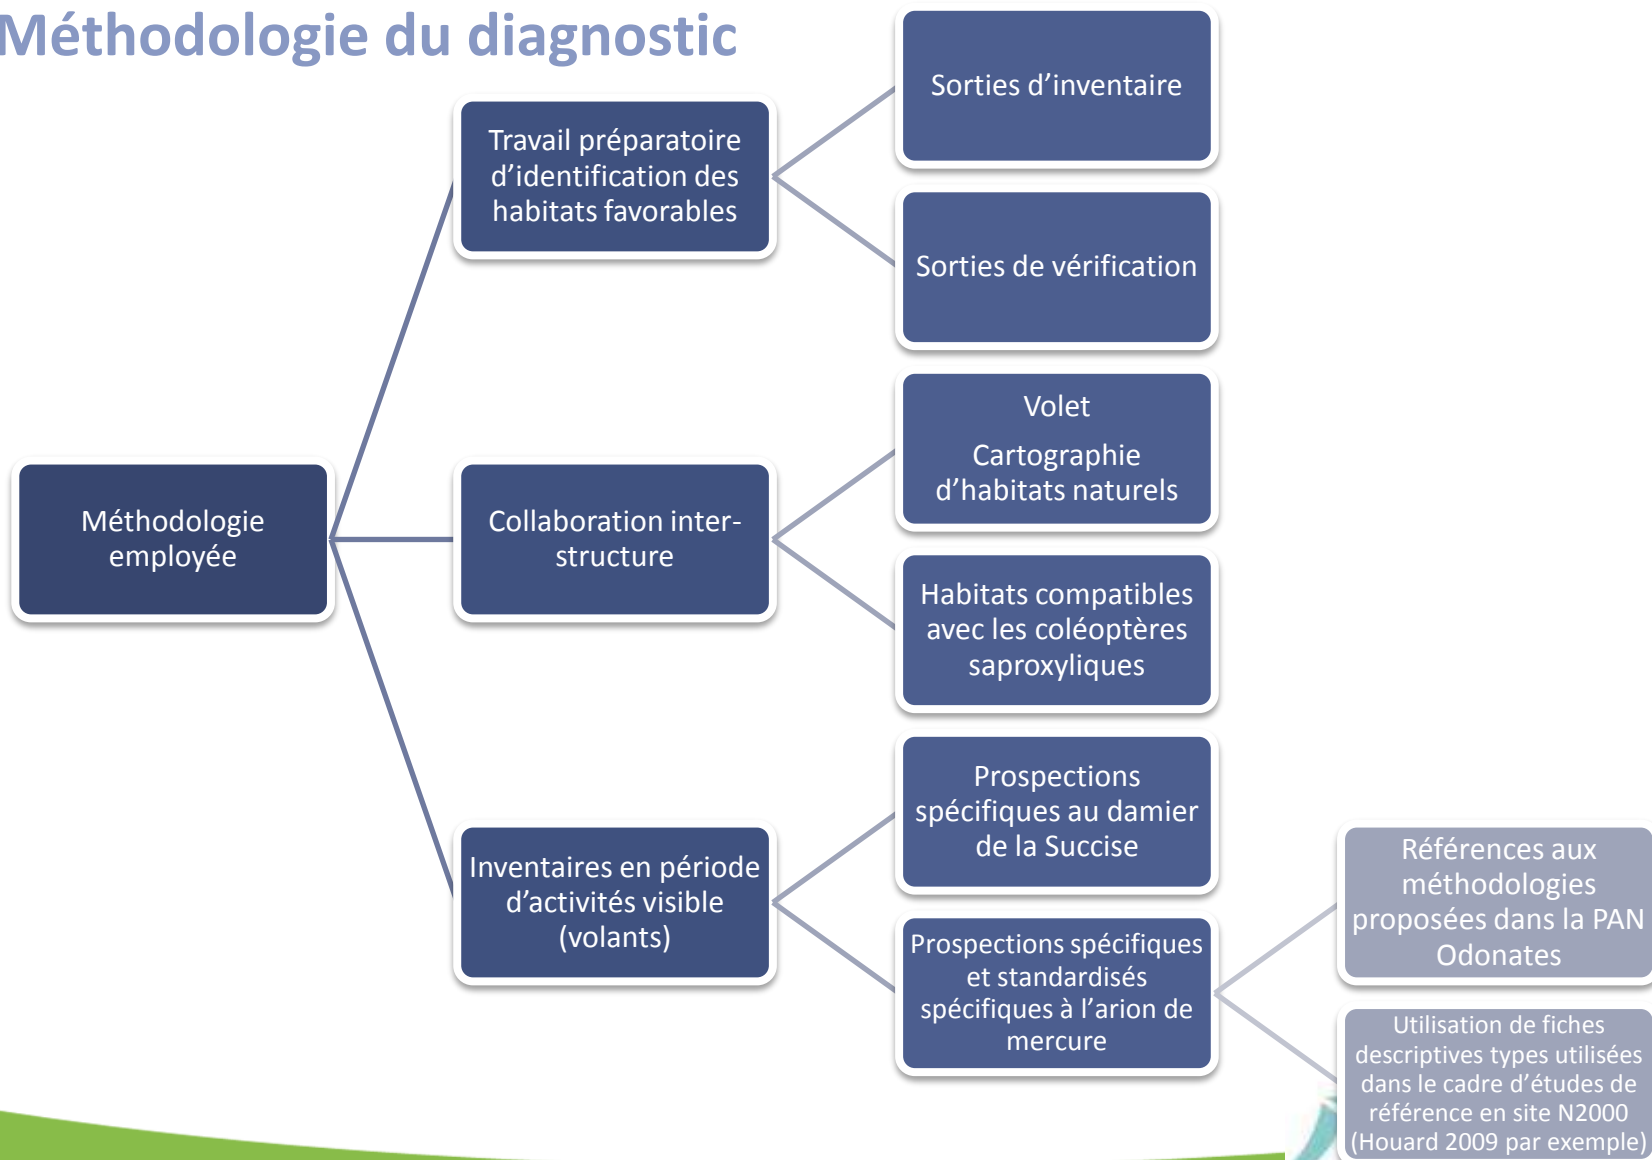 Méthodologie du diagnostic
Méthodologie
employée
Travail préparatoire
d’identification des
habitats favorables
Sorties d’inventaire
Sorties de vérification
Collaboration inter-
structure
Volet
Cartographie
d’habitats naturels
Habitats compatibles
avec les coléoptères
saproxyliques
Inventaires en période
d’activités visible
(volants)
Prospections
spécifiques au damier
de la Succise
Prospections spécifiques
et standardisés
spécifiques à l’arion de
mercure
Références aux
méthodologies
proposées dans la PAN
Odonates
Utilisation de fiches
descriptives types utilisées
dans le cadre d’études de
référence en site N2000
(Houard 2009 par exemple)